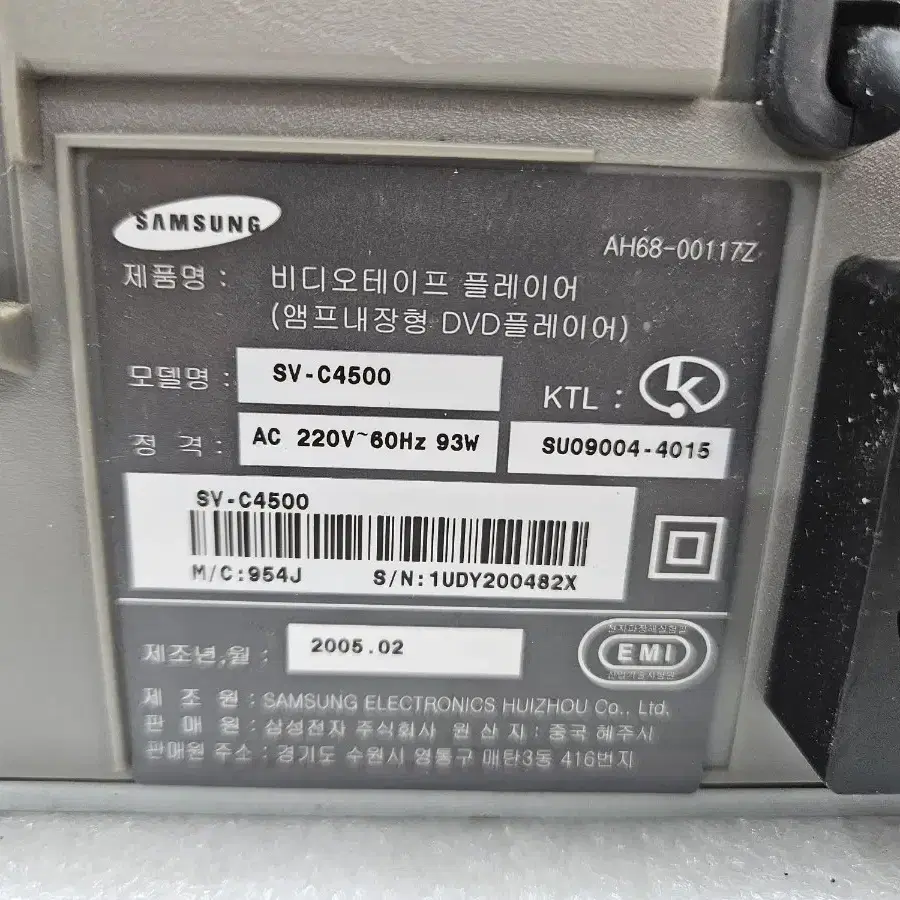 SAMSUNG
AH68-00117Z
제품명 : 비디오테이프 플레이어
(앰프내장형 DVD플레이어)
모델명 : SV-C4500
KTL :
정 격 : AC 220V~60Hz 93W
SU09004-4015
SV-C4500
M/C:954J S/N:1UDY200482X
제조년,월 : 2005.02
EMI
제 조 원 : SAMSUNG ELECTRONICS HUIZHOU Co., Ltd.
판 매 원 : 삼성전자 주식회사 원 산 지 : 중국 혜주시
판매원 주소 : 경기도 수원시 영통구 매탄3동 416번지